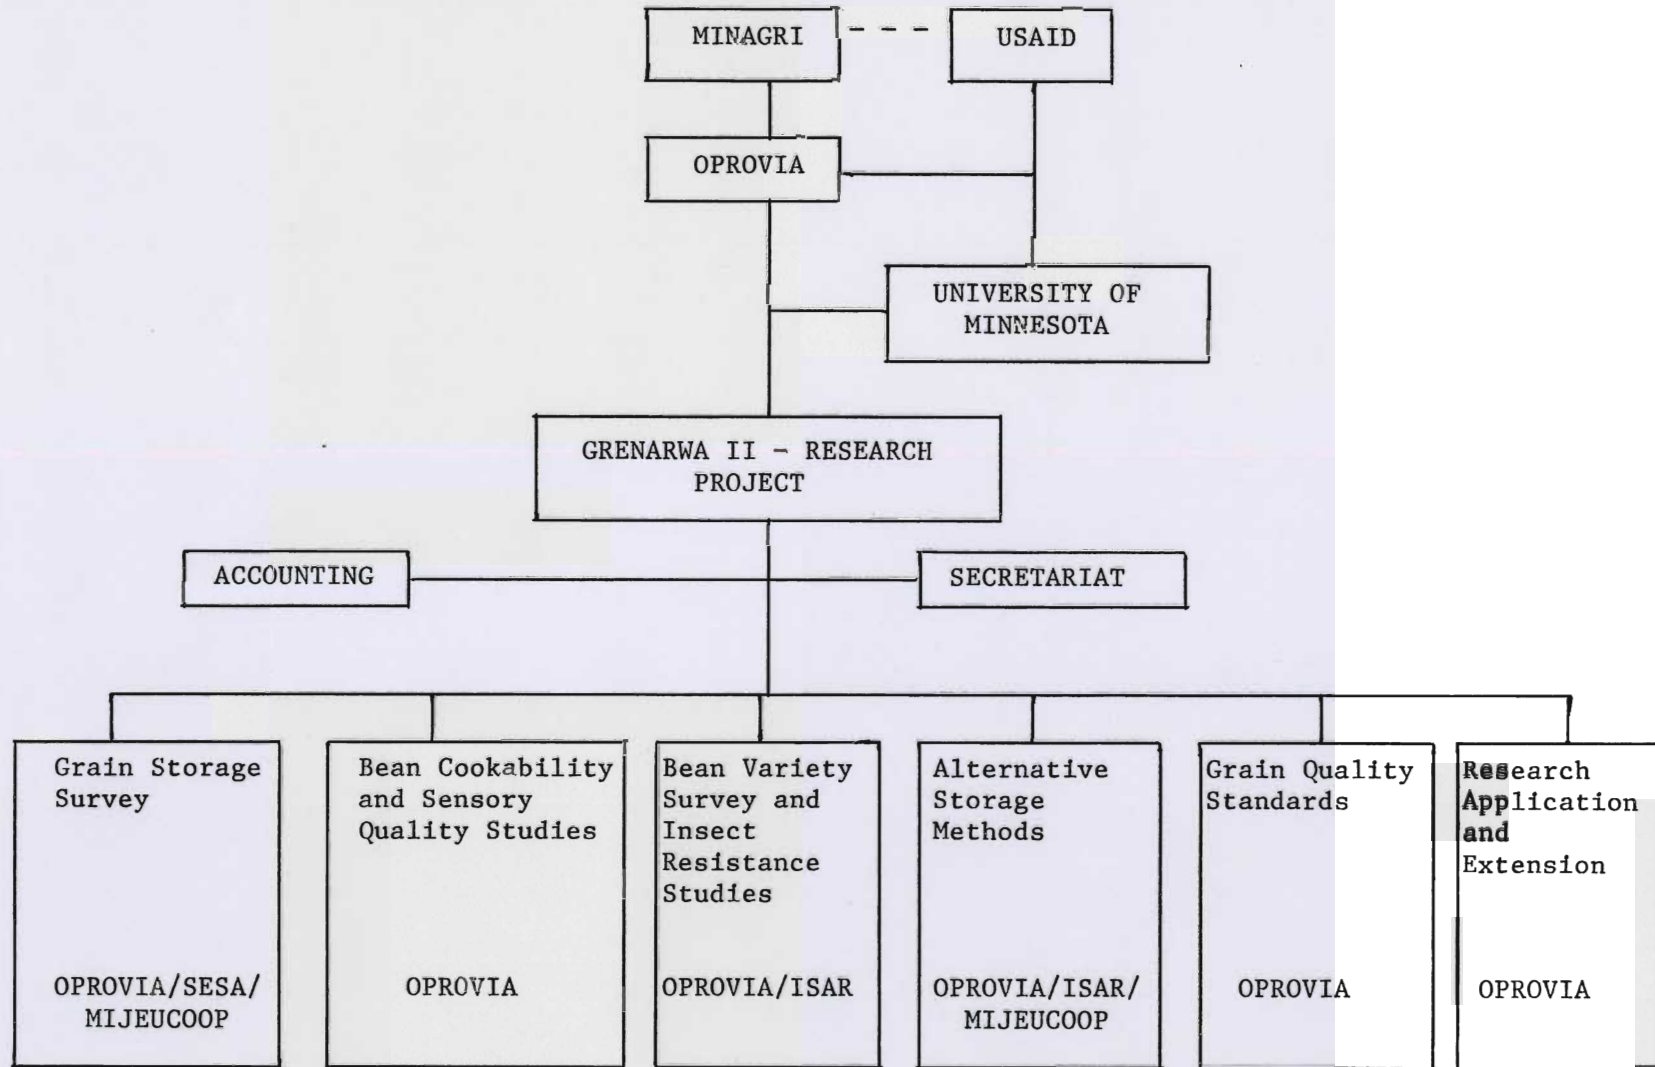 MINAGRI
USAID
OPROVIA
UNIVERSITY OF
MINNESOTA
GRENARWA II - RESEARCH
PROJECT
ACCOUNTING
SECRETARIAT
Grain Storage
Survey
OPROVIA/SESA/
MIJEUCOOP
Bean Cookability
and Sensory
Quality Studies
OPROVIA
Bean Variety
Survey and
Insect
Resistance
Studies
OPROVIA/ISAR
Alternative
Storage
Methods
OPROVIA/ISAR/
MIJEUCOOP
Grain Quality
Standards
OPROVIA
Research
Application
and
Extension
OPROVIA